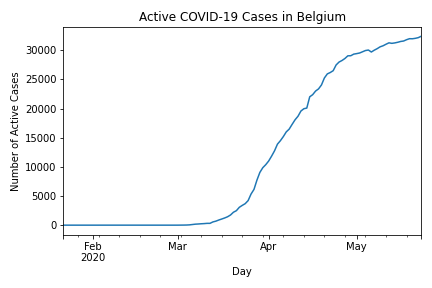 Active COVID-19 Cases in Belgium
Number of Active Cases
30000
25000
20000
15000
10000
5000
0
Feb
2020
Mar
Apr
May
Day